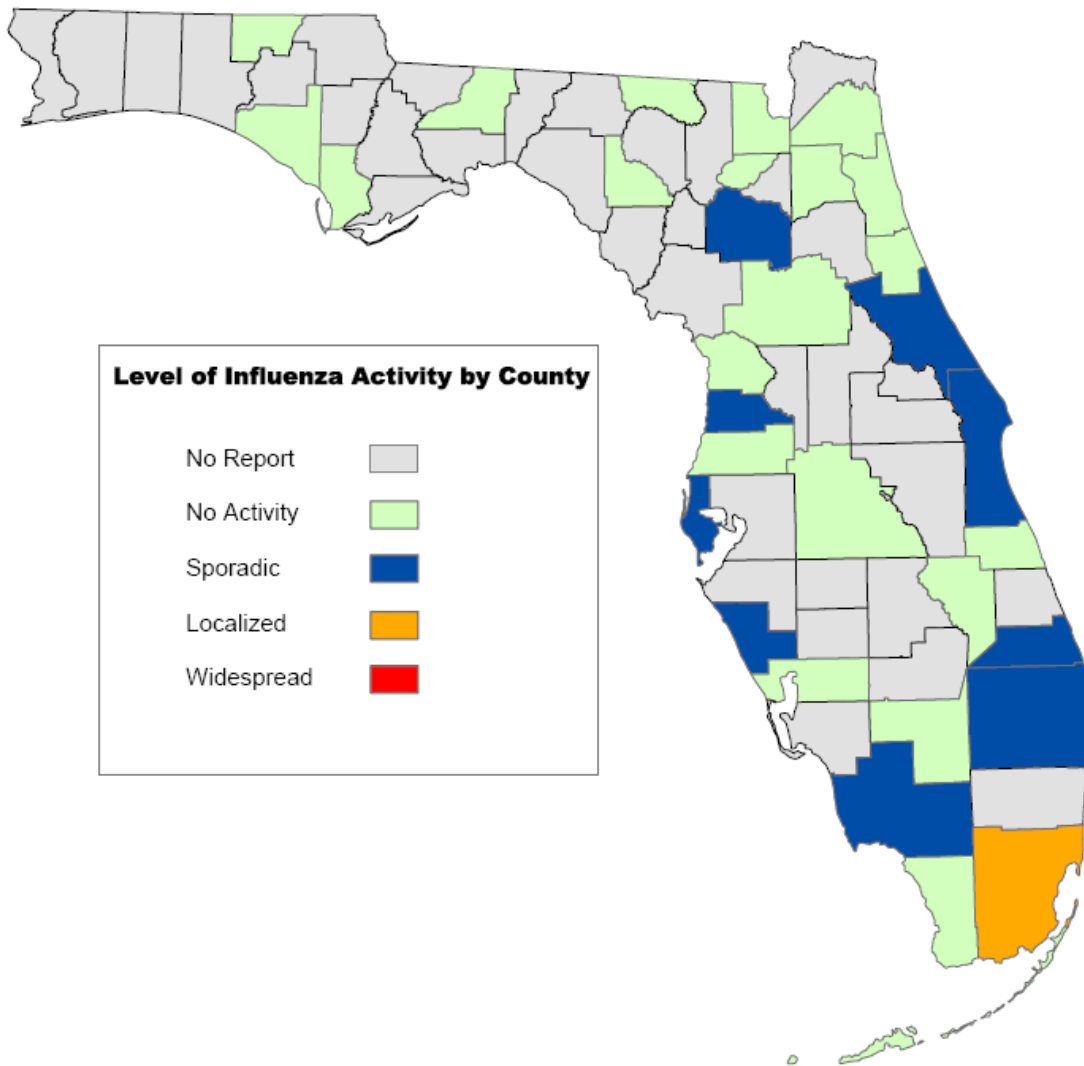 Level of Influenza Activity by County
No Report
No Activity
Sporadic
Localized
Widespread